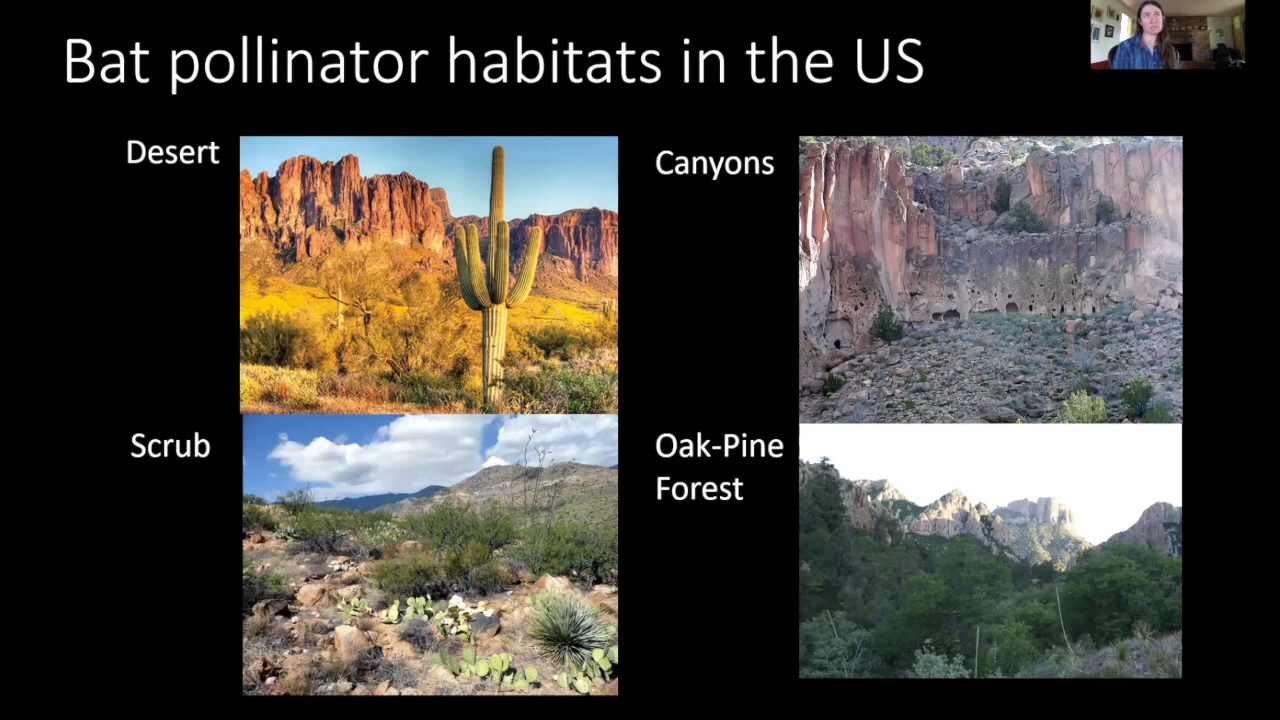 Bat pollinator habitats in the US
Desert
Canyons
Scrub
Oak-Pine
Forest